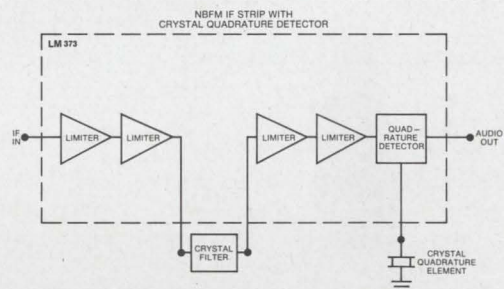 NBFM IF STRIP WITH
CRYSTAL QUADRATURE DETECTOR
LM 373
IF
IN
LIMITER
LIMITER
LIMITER
LIMITER
QUAD–
RATURE
DETECTOR
AUDIO
OUT
CRYSTAL
FILTER
CRYSTAL
QUADRATURE
ELEMENT